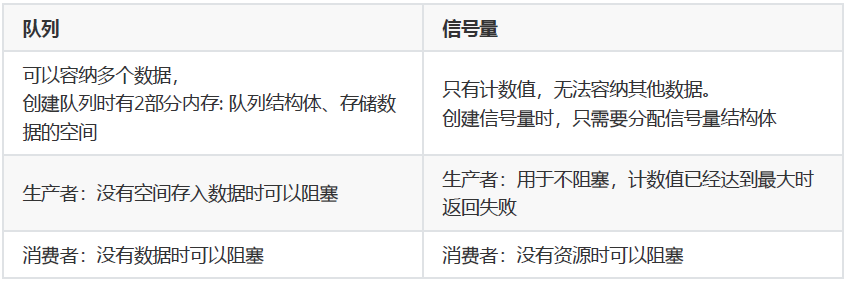 队列
信号量
可以容纳多个数据，
创建队列时有2部分内存: 队列结构体、存储数
据的空间
只有计数值，无法容纳其他数据。
创建信号量时，只需要分配信号量结构体
生产者：没有空间存入数据时可以阻塞
生产者：用于不阻塞，计数值已经达到最大时
返回失败
消费者：没有数据时可以阻塞
消费者：没有资源时可以阻塞